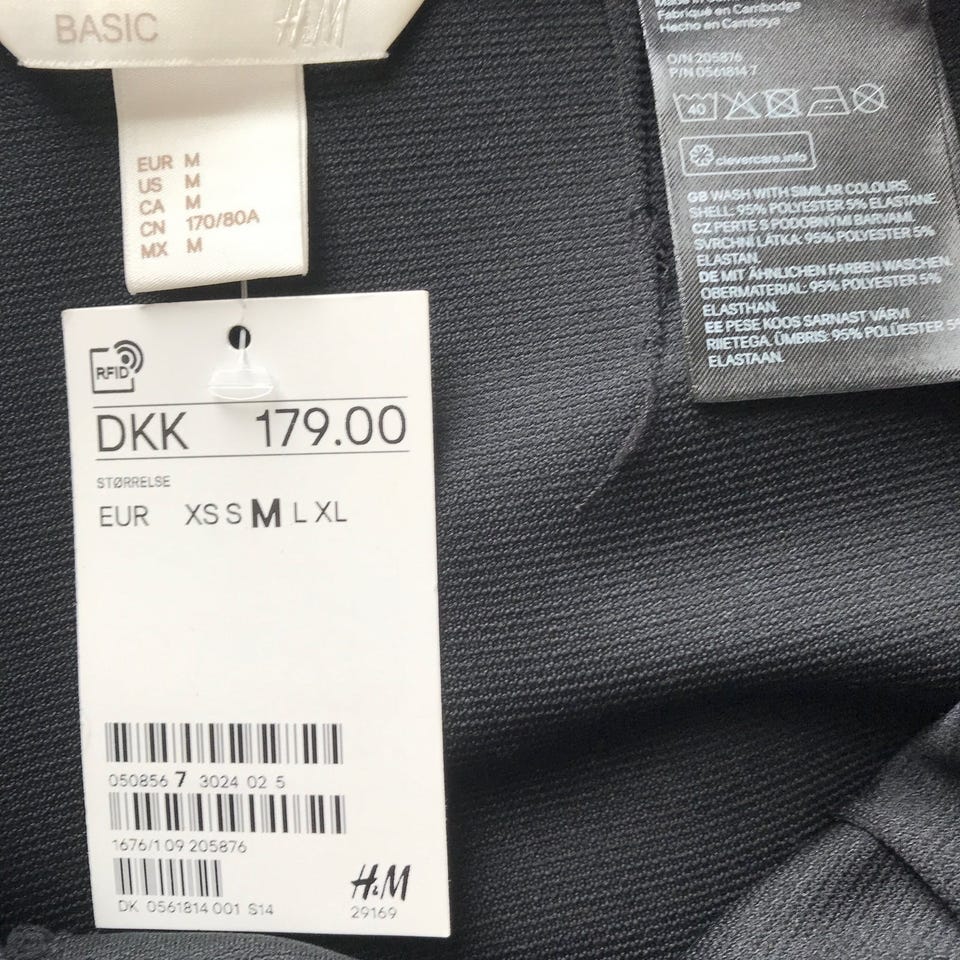 BASIC
H&M
EUR M
US M
CA M
CN 170/80A
MX M
RFID
DKK 179.00
STØRRELSE
EUR XS S M L XL
050856 7 3024 02 5
1676/1 09 205876
DK 0561814 001 S14
H&M
29169
Fabriqué en Cambodge
Hecho en Camboya
O/N 205876
P/N 0561814 7
40
clevercare.info
GB WASH WITH SIMILAR COLOURS.
SHELL: 95% POLYESTER 5% ELASTANE.
CZ PERTE S PODOBNÝMI BARVAMI.
SVRCHNÍ LÁTKA: 95% POLYESTER 5%
ELASTAN.
DE MIT ÄHNLICHEN FARBEN WASCHEN.
OBERMATERIAL: 95% POLYESTER 5%
ELASTHAN.
EE PESE KOOS SARNAST VÄRVI
RIIETEGA. ÜMBRIS: 95% POLÜESTER 5%
ELASTAAN.